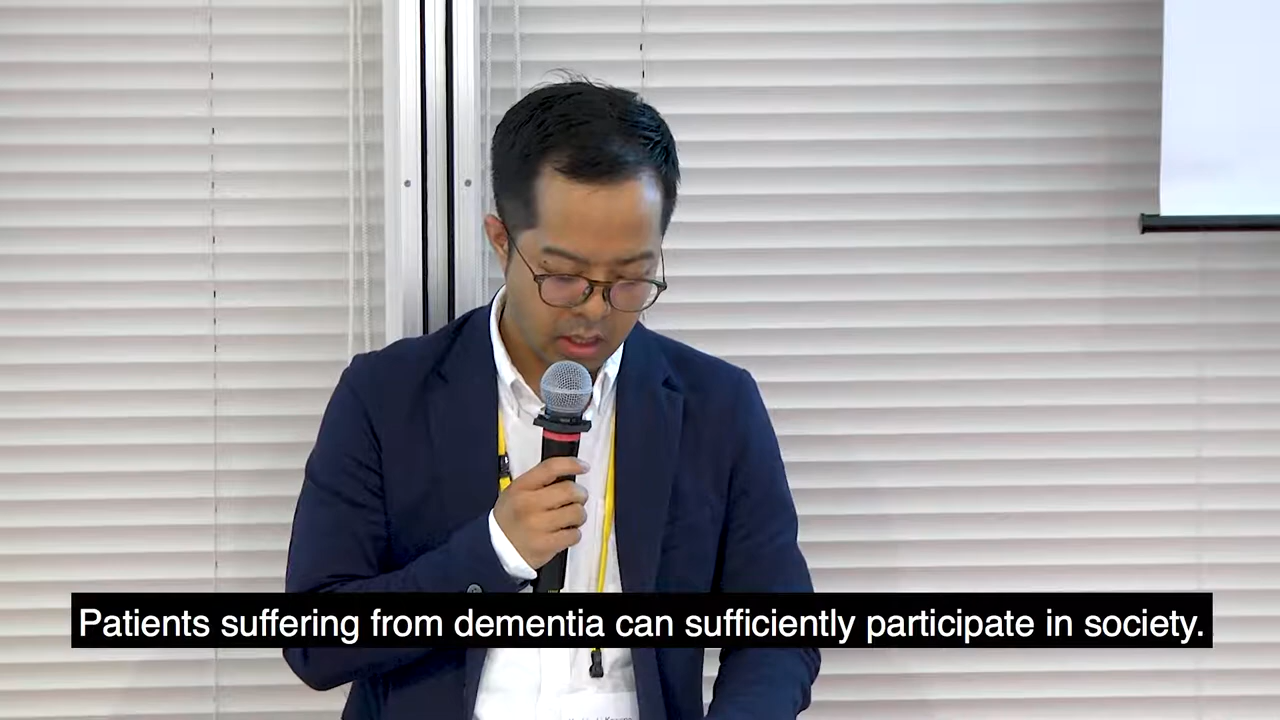 Patients suffering from dementia can sufficiently participate in society.